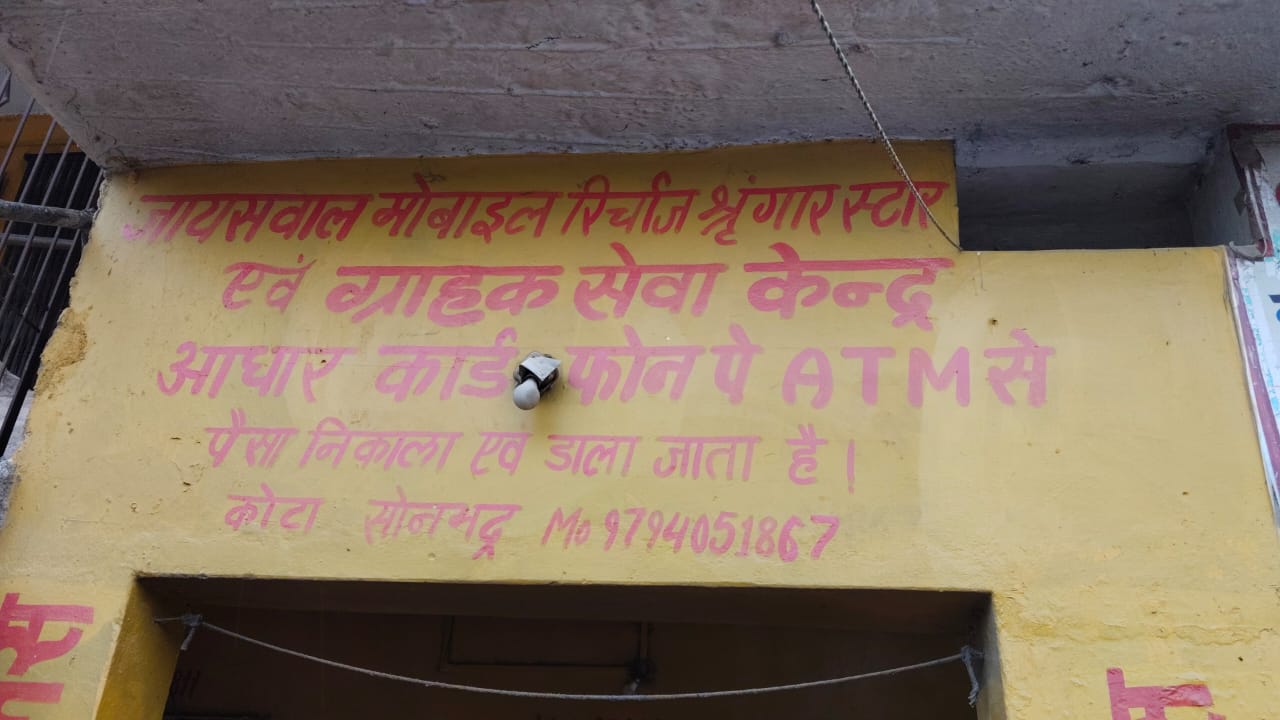 जायसवाल मोबाइल रिर्चाज श्रृंगार स्टार
एवं ग्राहक सेवा केन्द्र
आधार कार्ड फोन पे ATM से
पैसा निकाला एवं डाला जाता है।
कोटा सोनभद्र Mo 9794051867